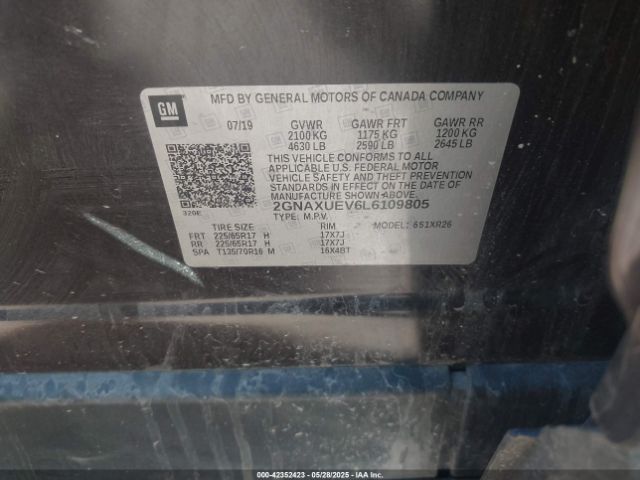 GM
MFD BY GENERAL MOTORS OF CANADA COMPANY
07/19 GVWR GAWR FRT GAWR RR
2100 KG 1175 KG 1200 KG
4630 LB 2590 LB 2645 LB
THIS VEHICLE CONFORMS TO ALL
APPLICABLE U.S. FEDERAL MOTOR
VEHICLE SAFETY AND THEFT PREVENTION
STANDARDS IN EFFECT ON THE DATE OF
MANUFACTURE SHOWN ABOVE.
2GNAXUEV6L6109805
320E TYPE: M.P.V. MODEL: 6S1XR26
TIRE SIZE RIM
FRT 225/65R17 H 17X7J
RR 225/65R17 H 17X7J
SPA T135/70R16 M 16X4BT
00-42352423 - 05/28/2025 - IAA Inc.